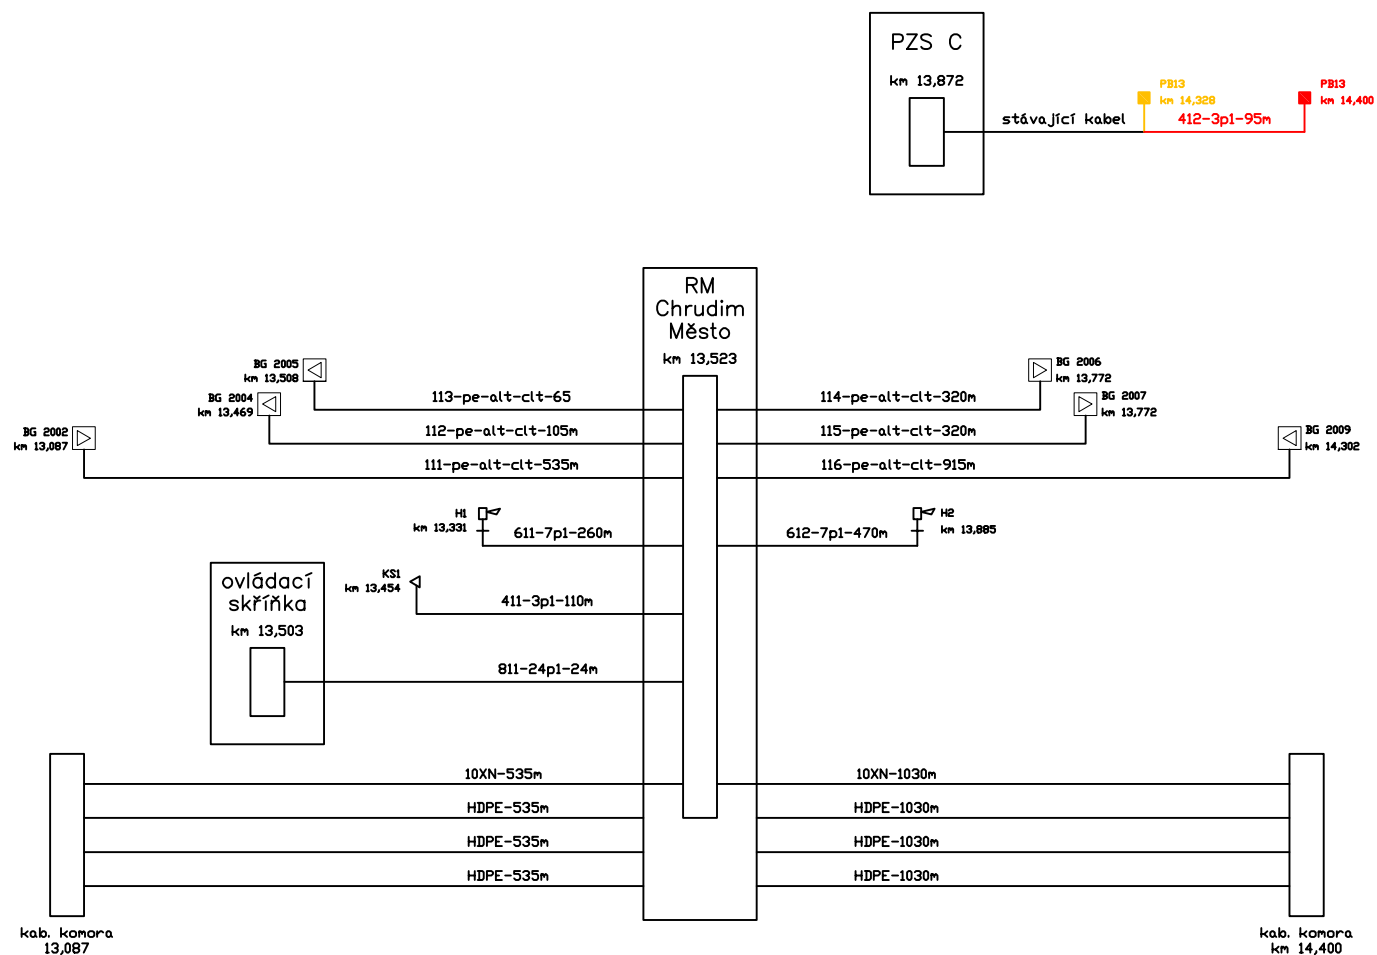 PZS C
km 13,872
stávající kabel
PB13
km 14,328
412-3p1-95m
PB13
km 14,400
RM
Chrudim
Město
km 13,523
BG 2005
km 13,508
113-pe-alt-clt-65
BG 2004
km 13,469
112-pe-alt-clt-105m
BG 2002
km 13,087
111-pe-alt-clt-535m
114-pe-alt-clt-320m
BG 2006
km 13,772
115-pe-alt-clt-320m
BG 2007
km 13,772
116-pe-alt-clt-915m
BG 2009
km 14,302
H1
km 13,331
611-7p1-260m
612-7p1-470m
H2
km 13,885
KS1
km 13,454
411-3p1-110m
ovládací
skříňka
km 13,503
811-24p1-24m
10XN-535m
HDPE-535m
HDPE-535m
HDPE-535m
10XN-1030m
HDPE-1030m
HDPE-1030m
HDPE-1030m
kab. komora
13,087
kab. komora
km 14,400